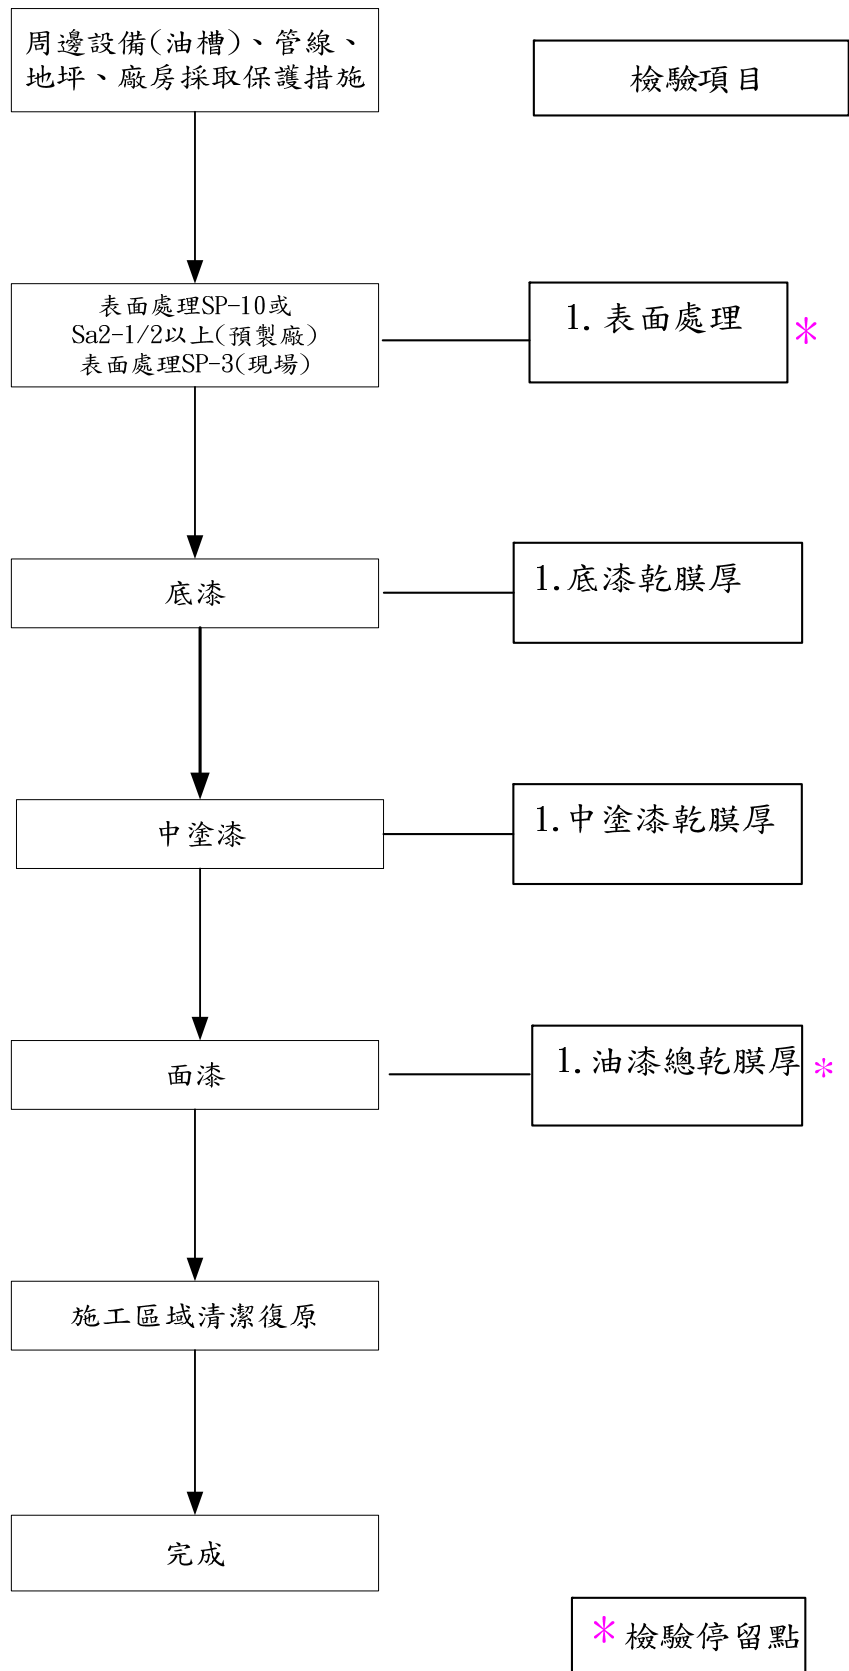 周邊設備(油槽)、管線、
地坪、廠房採取保護措施
檢驗項目
表面處理SP-10或
Sa2-1/2以上(預製廠)
表面處理SP-3(現場)
1. 表面處理 *
底漆
1.底漆乾膜厚
中塗漆
1.中塗漆乾膜厚
面漆
1.油漆總乾膜厚 *
施工區域清潔復原
完成
* 檢驗停留點